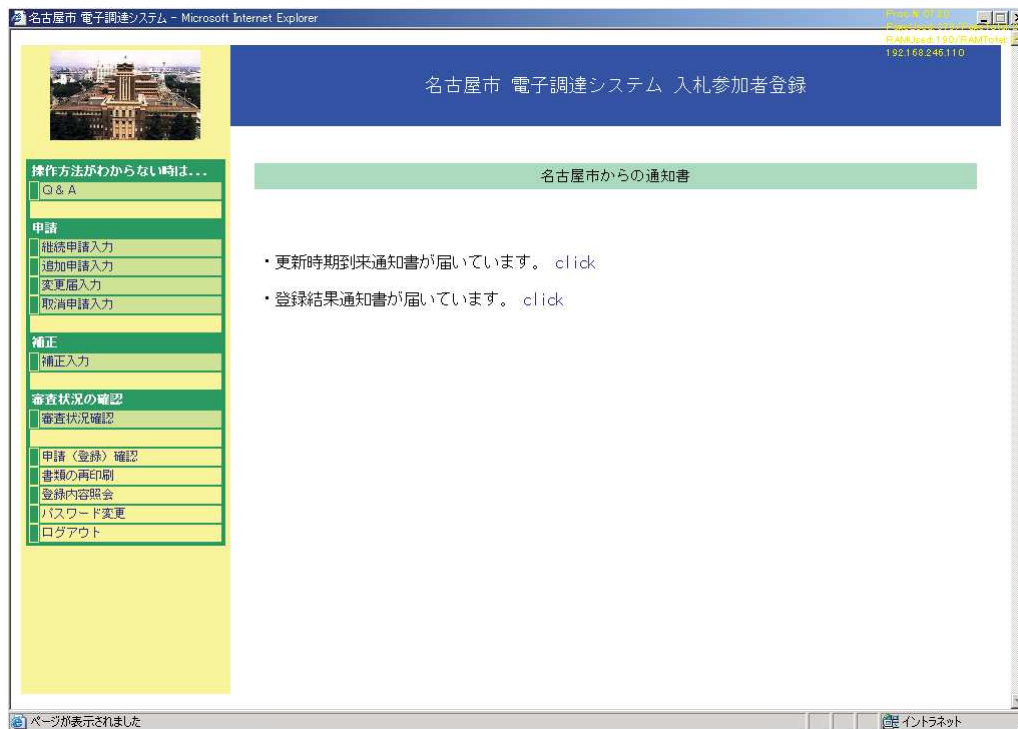 名古屋市 電子調達システム - Microsoft Internet Explorer
192.168.246.110
名古屋市 電子調達システム 入札参加者登録
操作方法がわからない時は...
Q & A
申請
継続申請入力
追加申請入力
変更届入力
取消申請入力
補正
補正入力
審査状況の確認
審査状況確認
申請（登録）確認
書類の再印刷
登録内容照会
パスワード変更
ログアウト
名古屋市からの通知書
・更新時期到来通知書が届いています。 click
・登録結果通知書が届いています。 click
ページが表示されました
イントラネット